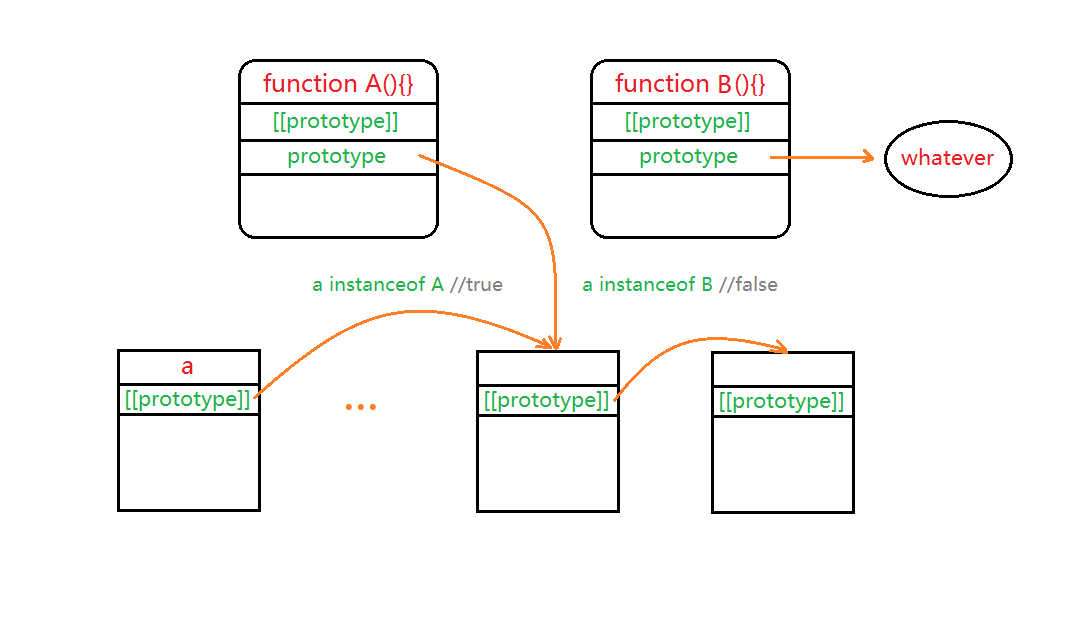 function A(){}
[[prototype]]
prototype
function B(){}
[[prototype]]
prototype
whatever
a instanceof A //true
a instanceof B //false
a
[[prototype]]
...
[[prototype]]
[[prototype]]